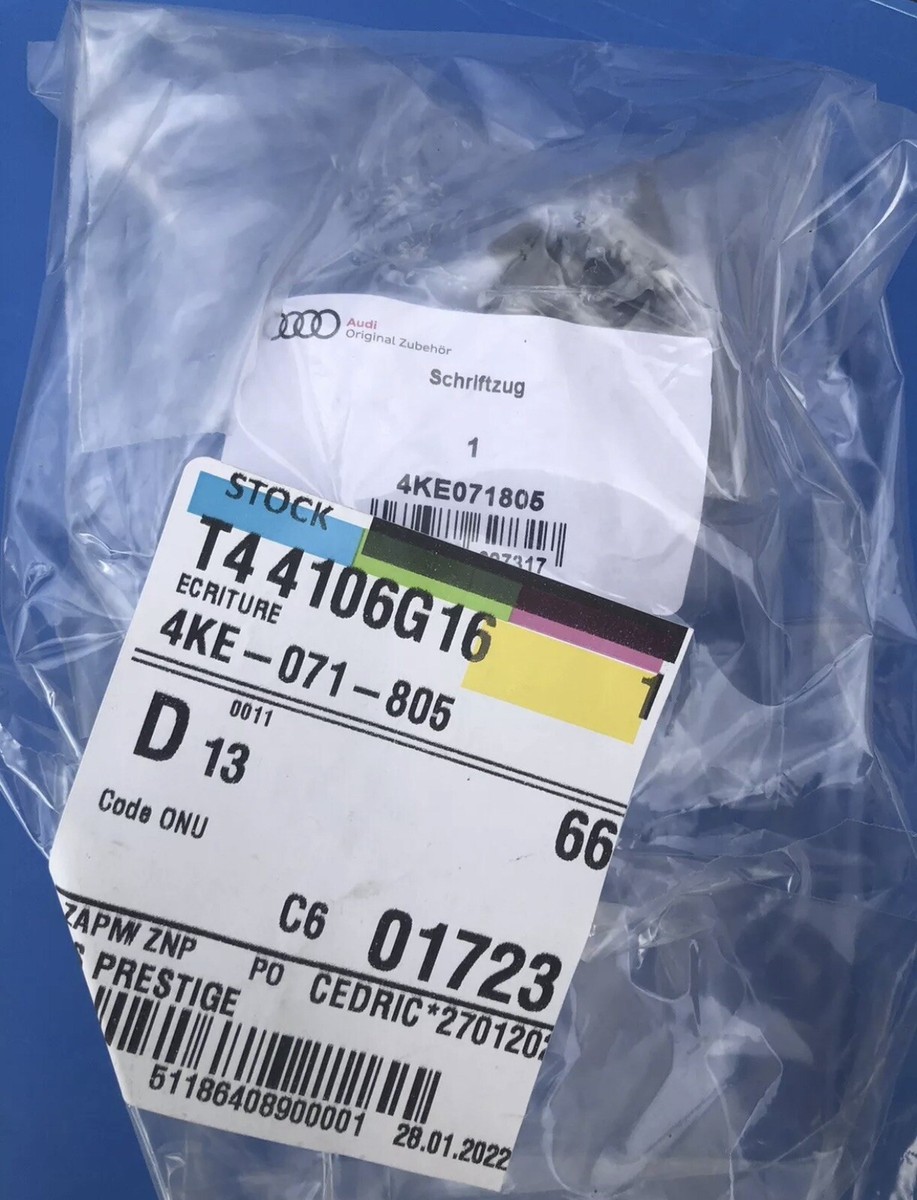 Audi
Original Zubehör
Schriftzug
1
4KE071805
STOCK
T4 4106G16
ECRITURE
4KE-071-805
1
0011
D 13
66
Code ONU
C6 01723
ZAPM/ ZNP
PO CEDRIC*270120
PRESTIGE
51186408900001
28.01.2022